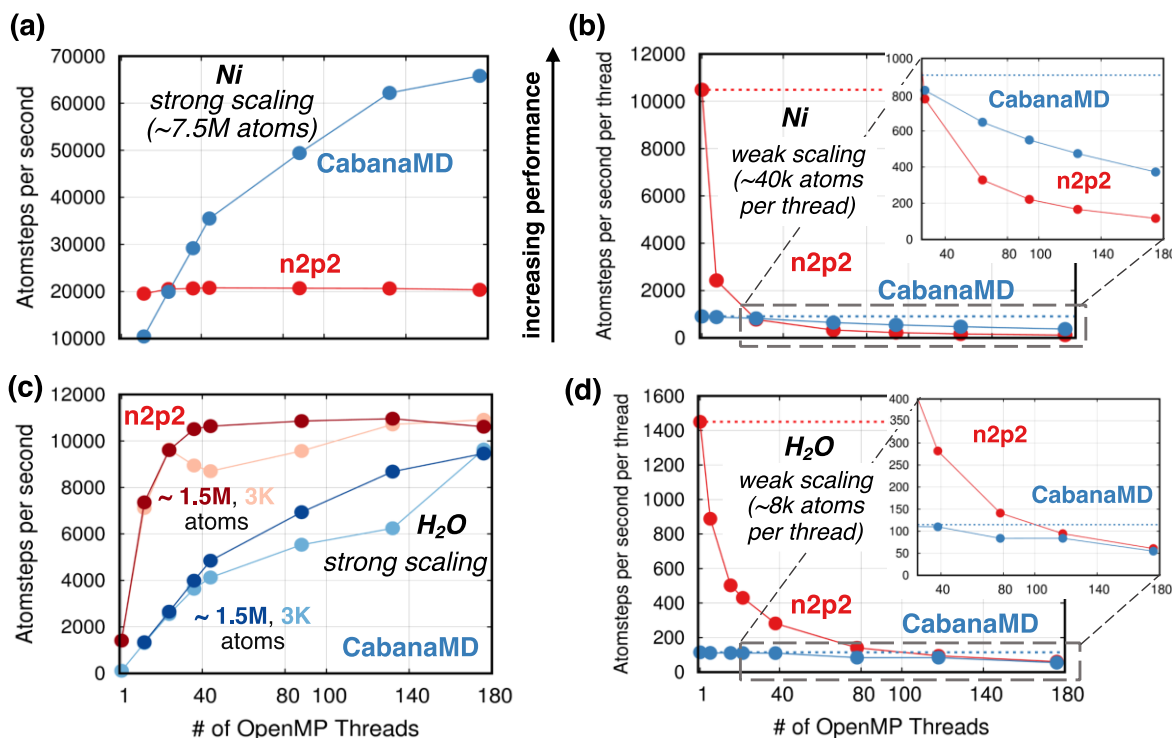 (a)
70000
60000
50000
40000
30000
20000
10000
Atomsteps per second
Ni
strong scaling
(~7.5M atoms)
CabanaMD
n2p2
increasing performance
(b)
12000
10000
8000
6000
4000
2000
0
Atomsteps per second per thread
Ni
weak scaling
(~40k atoms
per thread)
n2p2
CabanaMD
1000
800
600
400
200
0
40
80
100
140
180
CabanaMD
n2p2
(c)
12000
10000
8000
6000
4000
2000
0
Atomsteps per second
n2p2
~ 1.5M, 3K
atoms
H₂O
strong scaling
~ 1.5M, 3K
atoms
CabanaMD
1
40
80
100
140
180
# of OpenMP Threads
(d)
1600
1400
1200
1000
800
600
400
200
0
Atomsteps per second per thread
H₂O
weak scaling
(~8k atoms
per thread)
n2p2
CabanaMD
1
40
80
100
140
180
# of OpenMP Threads
400
350
300
250
200
150
100
50
0
40
80
100
140
180
n2p2
CabanaMD